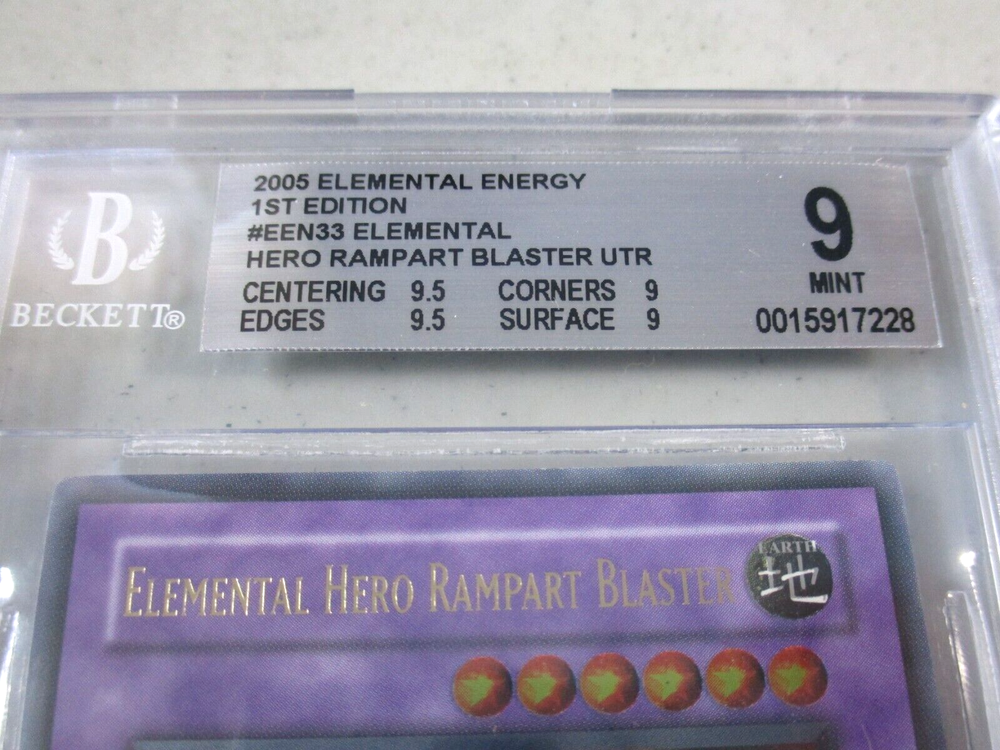 B
BECKETT®
2005 ELEMENTAL ENERGY
1ST EDITION
#EEN33 ELEMENTAL
HERO RAMPART BLASTER UTR
CENTERING 9.5 CORNERS 9
EDGES 9.5 SURFACE 9
9
MINT
0015917228
ELEMENTAL HERO RAMPART BLASTER
EARTH
地